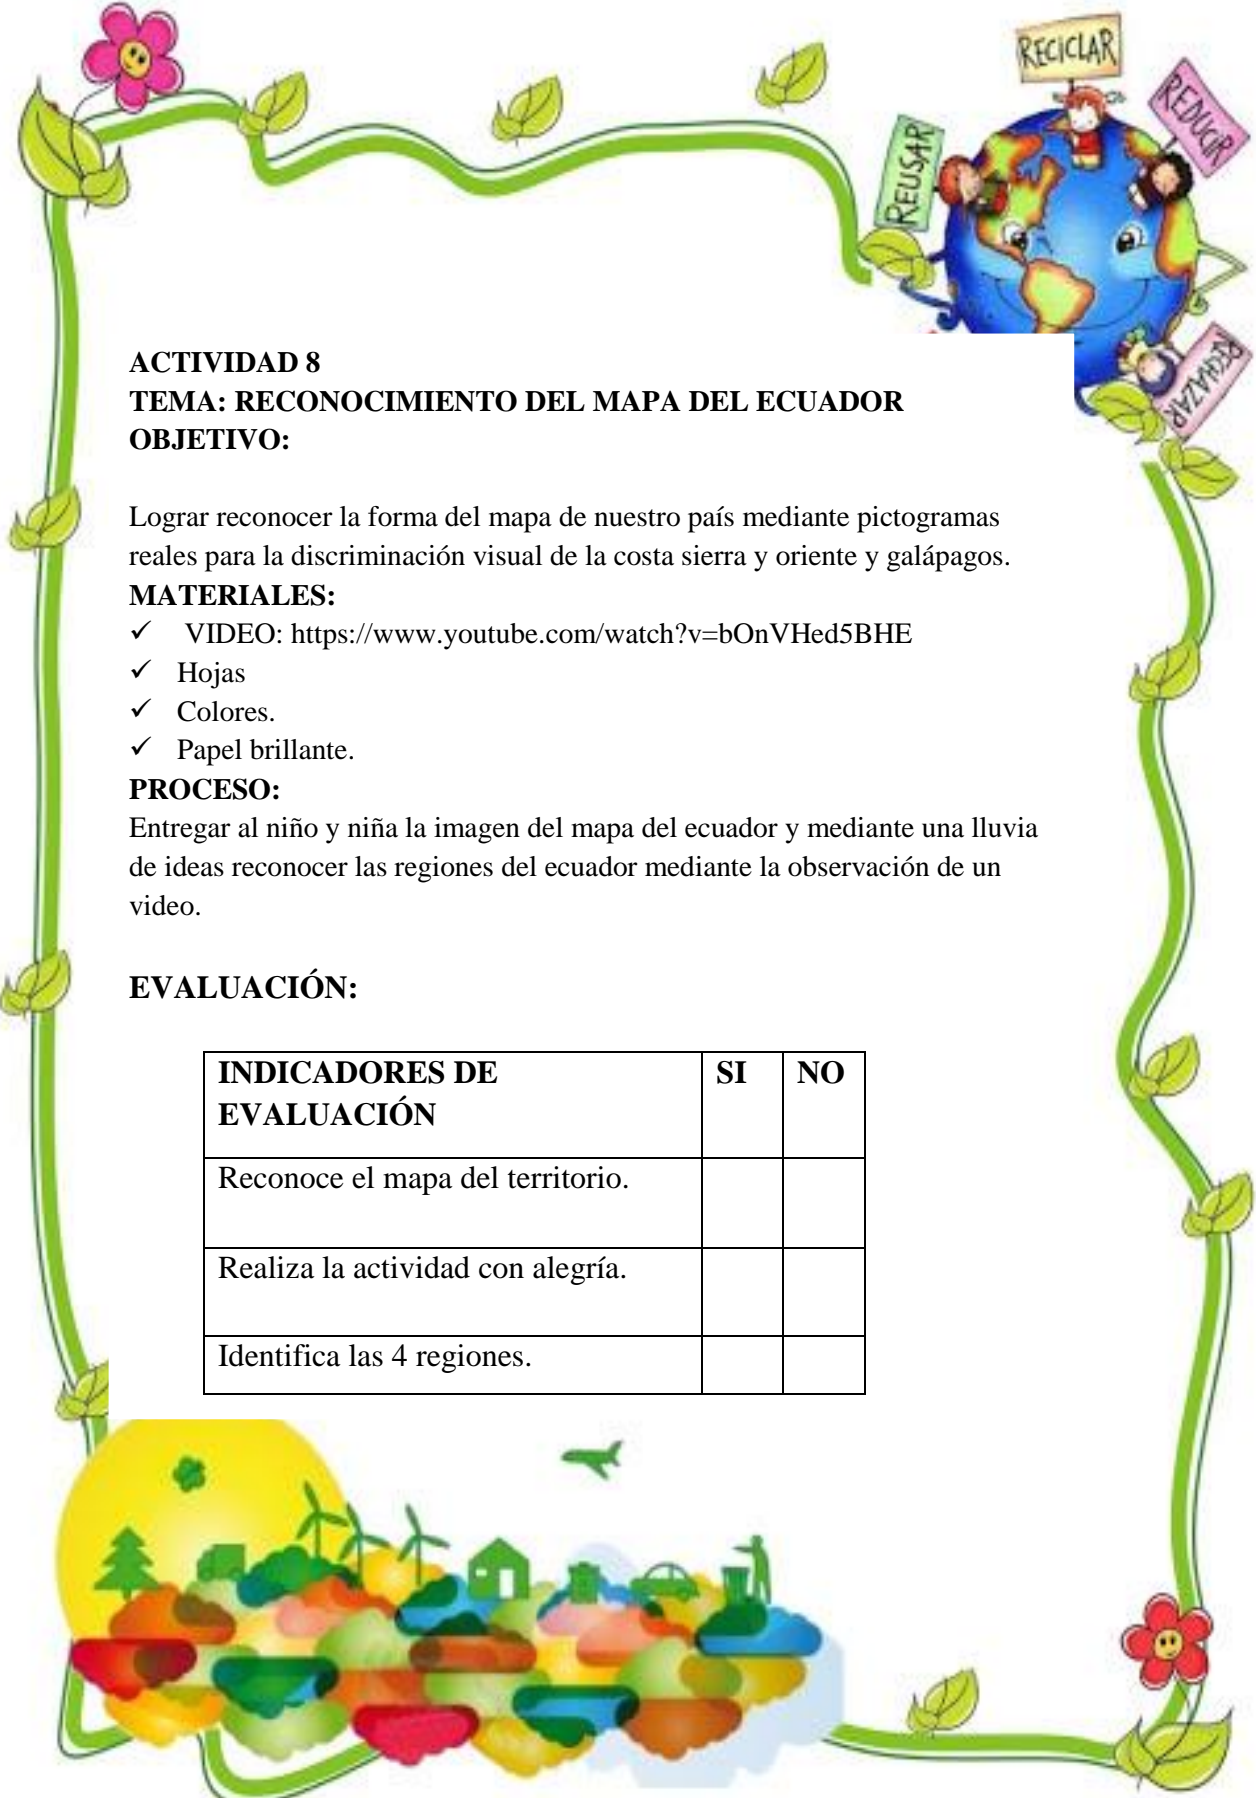 RECICLAR
REDUCIR
REUSAR
RECHAZAR
ACTIVIDAD 8
TEMA: RECONOCIMIENTO DEL MAPA DEL ECUADOR
OBJETIVO:
Lograr reconocer la forma del mapa de nuestro país mediante pictogramas
reales para la discriminación visual de la costa sierra y oriente y galápagos.
MATERIALES:
✓ VIDEO: https://www.youtube.com/watch?v=bOnVHed5BHE
✓ Hojas
✓ Colores.
✓ Papel brillante.
PROCESO:
Entregar al niño y niña la imagen del mapa del ecuador y mediante una lluvia
de ideas reconocer las regiones del ecuador mediante la observación de un
video.
EVALUACIÓN:
INDICADORES DE EVALUACIÓN SI NO
Reconoce el mapa del territorio.
Realiza la actividad con alegría.
Identifica las 4 regiones.